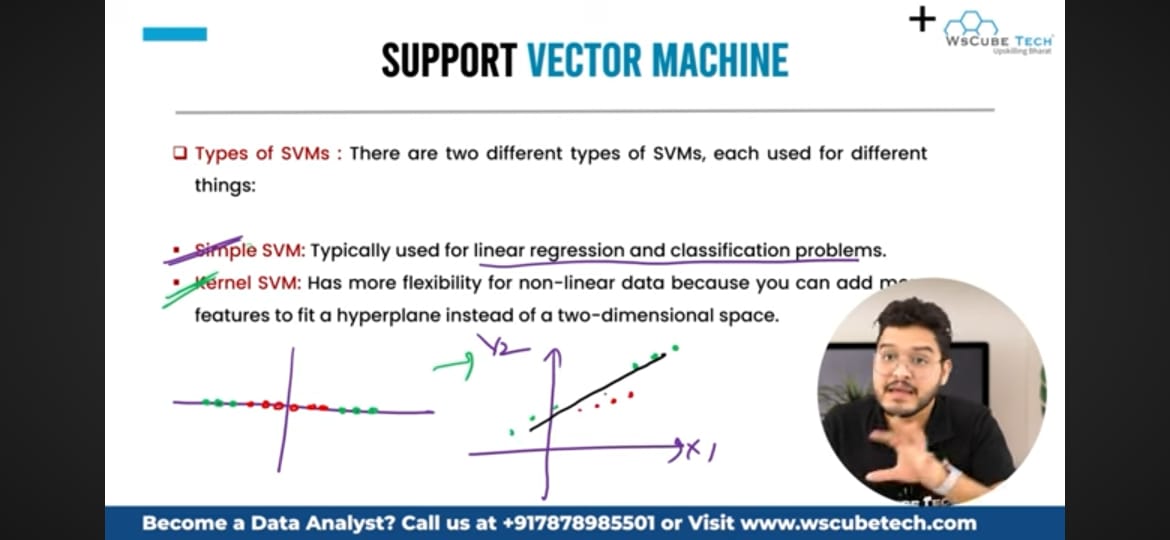 WsCube Tech
Upskilling Bharat
SUPPORT VECTOR MACHINE
Types of SVMs : There are two different types of SVMs, each used for different
things:
Simple SVM: Typically used for linear regression and classification problems.
Kernel SVM: Has more flexibility for non-linear data because you can add
features to fit a hyperplane instead of a two-dimensional space.
Y2
X1
Become a Data Analyst? Call us at +917878985501 or Visit www.wscubetech.com